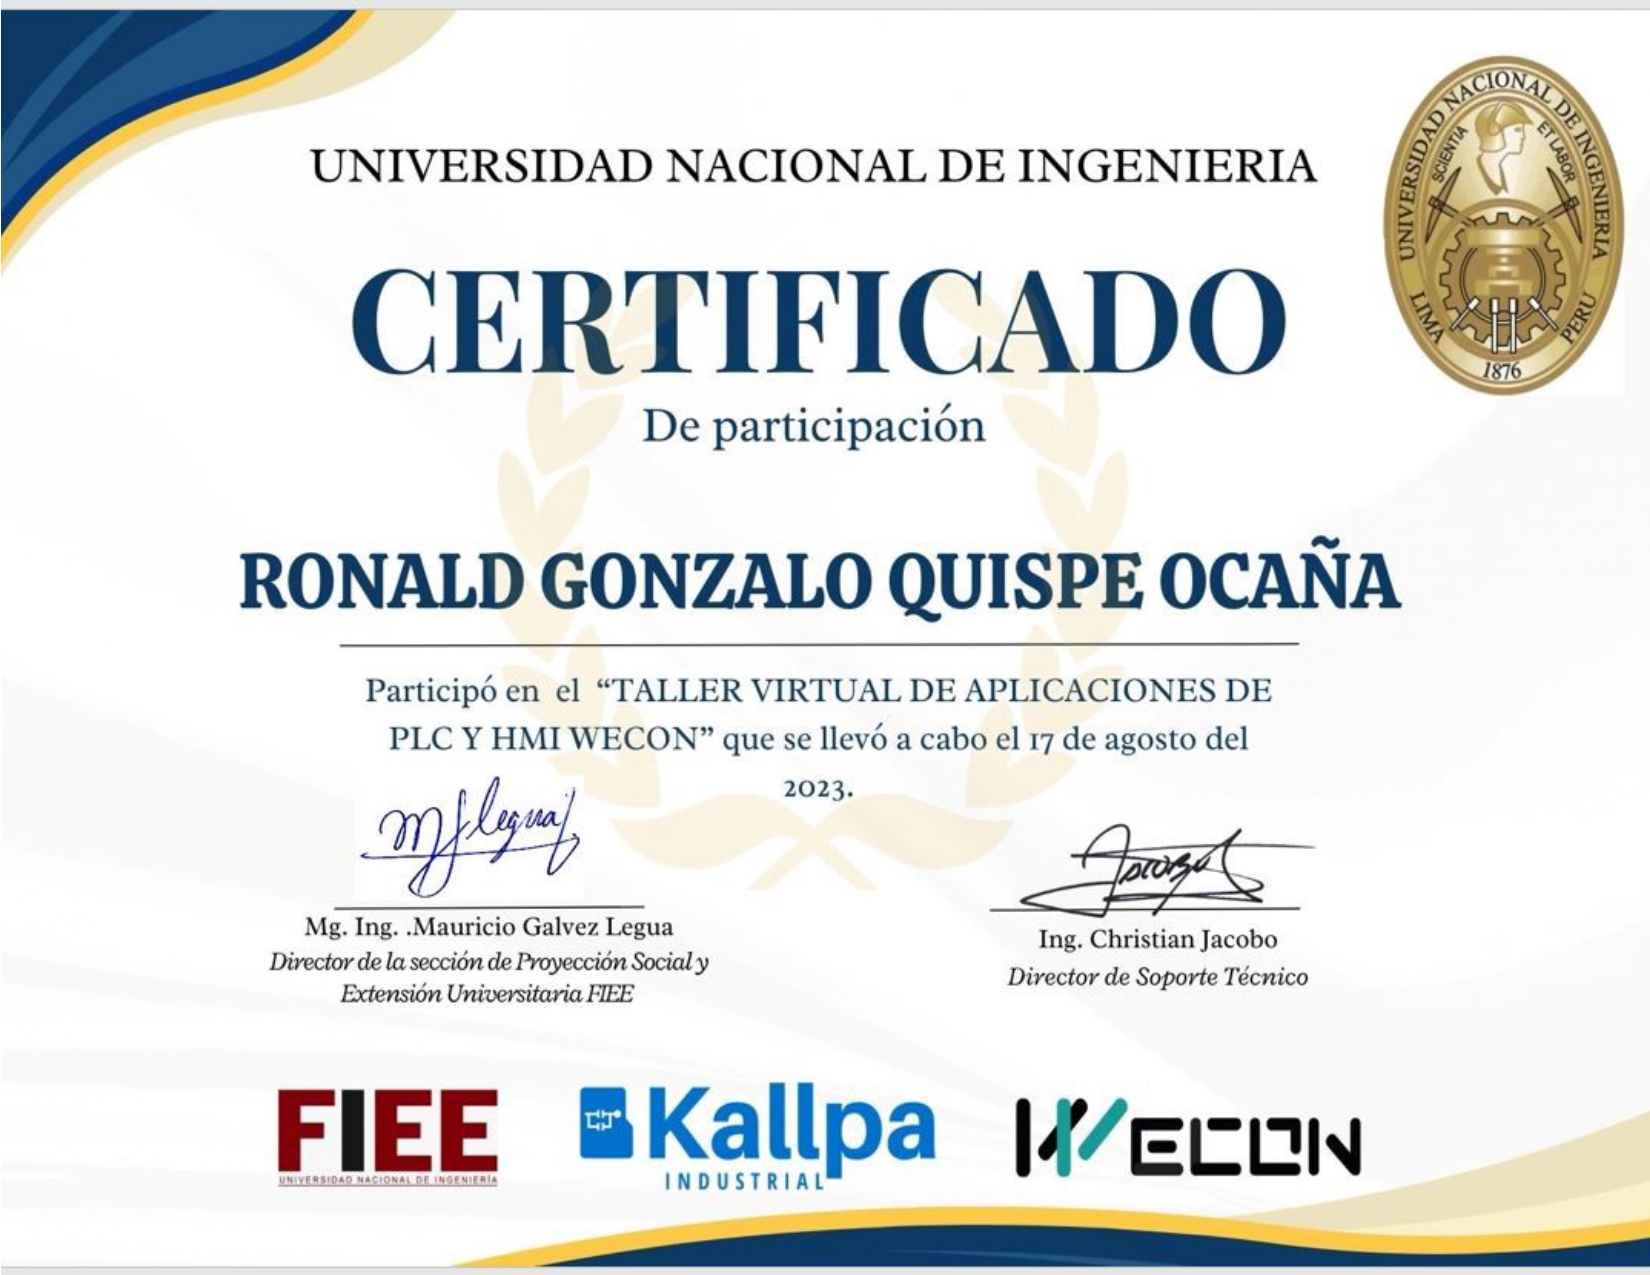 UNIVERSIDAD NACIONAL DE INGENIERIA
UNIVERSIDAD NACIONAL DE INGENIERIA
SCIENTIA ET LABOR
LIMA PERU
1876
CERTIFICADO
De participación
RONALD GONZALO QUISPE OCAÑA
Participó en el “TALLER VIRTUAL DE APLICACIONES DE
PLC Y HMI WECON” que se llevó a cabo el 17 de agosto del
2023.
Mg. Ing. .Mauricio Galvez Legua
Director de la sección de Proyección Social y
Extensión Universitaria FIEE
Ing. Christian Jacobo
Director de Soporte Técnico
FIEE
UNIVERSIDAD NACIONAL DE INGENIERÍA
Kallpa
INDUSTRIAL
WECON